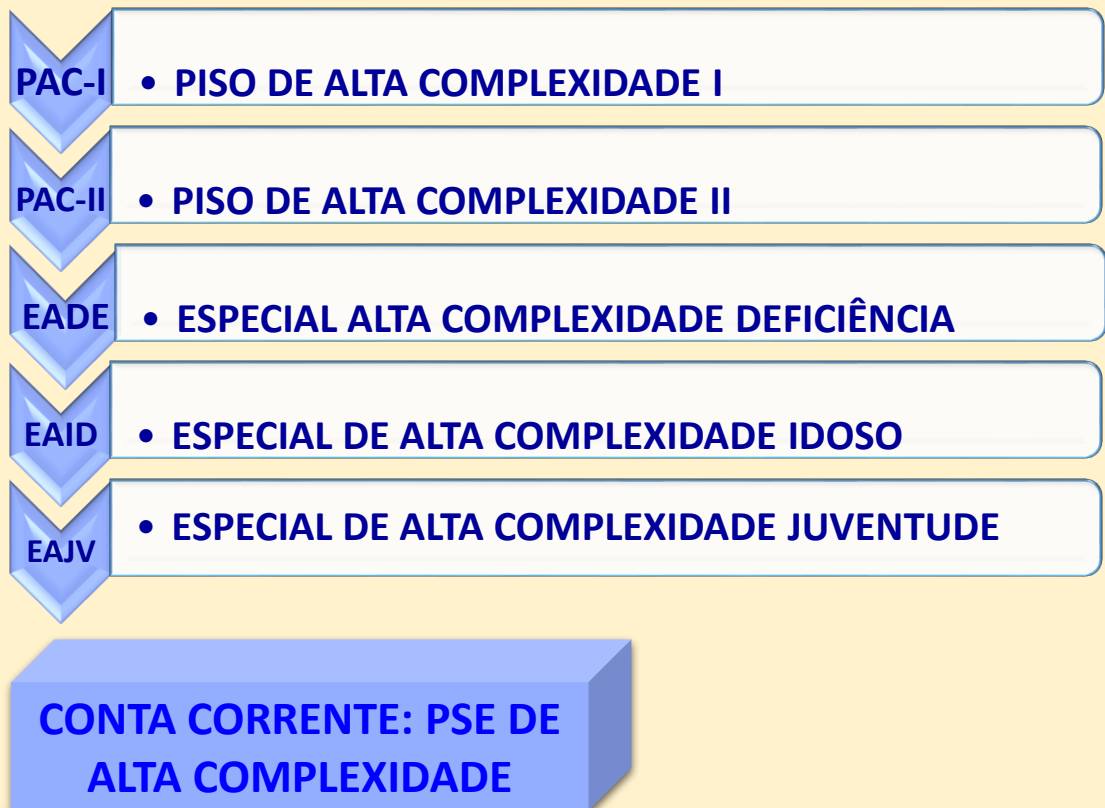 PAC-I • PISO DE ALTA COMPLEXIDADE I
PAC-II • PISO DE ALTA COMPLEXIDADE II
EADE • ESPECIAL ALTA COMPLEXIDADE DEFICIÊNCIA
EAID • ESPECIAL DE ALTA COMPLEXIDADE IDOSO
EAJV • ESPECIAL DE ALTA COMPLEXIDADE JUVENTUDE
CONTA CORRENTE: PSE DE
ALTA COMPLEXIDADE